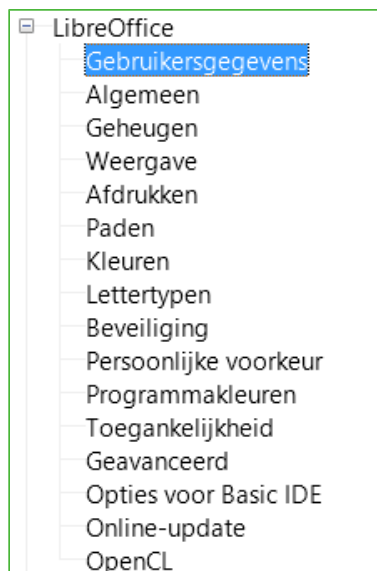 LibreOffice
Gebruikersgegevens
Algemeen
Geheugen
Weergave
Afdrukken
Paden
Kleuren
Lettertypen
Beveiliging
Persoonlijke voorkeur
Programmakleuren
Toegankelijkheid
Geavanceerd
Opties voor Basic IDE
Online-update
OpenCL